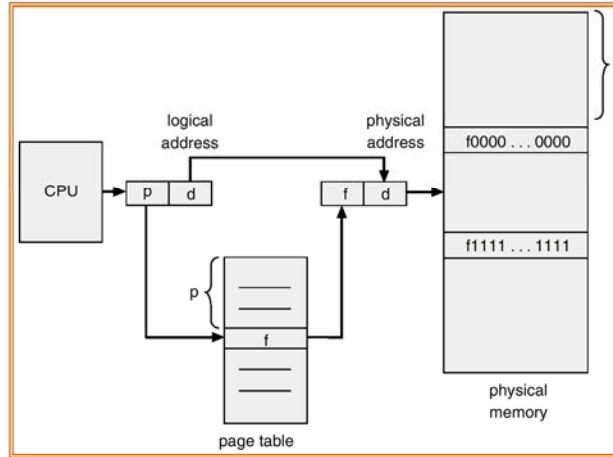 logical
address
physical
address
CPU
p
d
f
d
f0000 . . . 0000
f1111 . . . 1111
p
f
page table
physical
memory